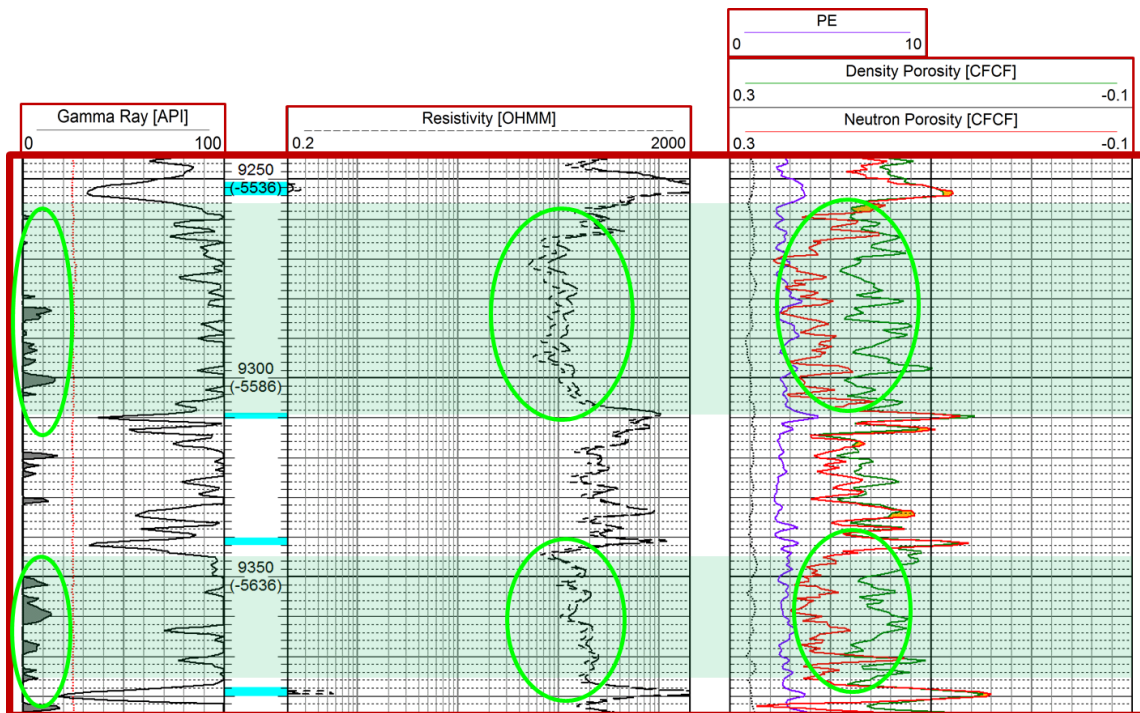 PE
0 10
Density Porosity [CFCF]
0.3 -0.1
Gamma Ray [API]
0 100
Resistivity [OHMM]
0.2 2000
Neutron Porosity [CFCF]
0.3 -0.1
9250
(-5536)
9300
(-5586)
9350
(-5636)